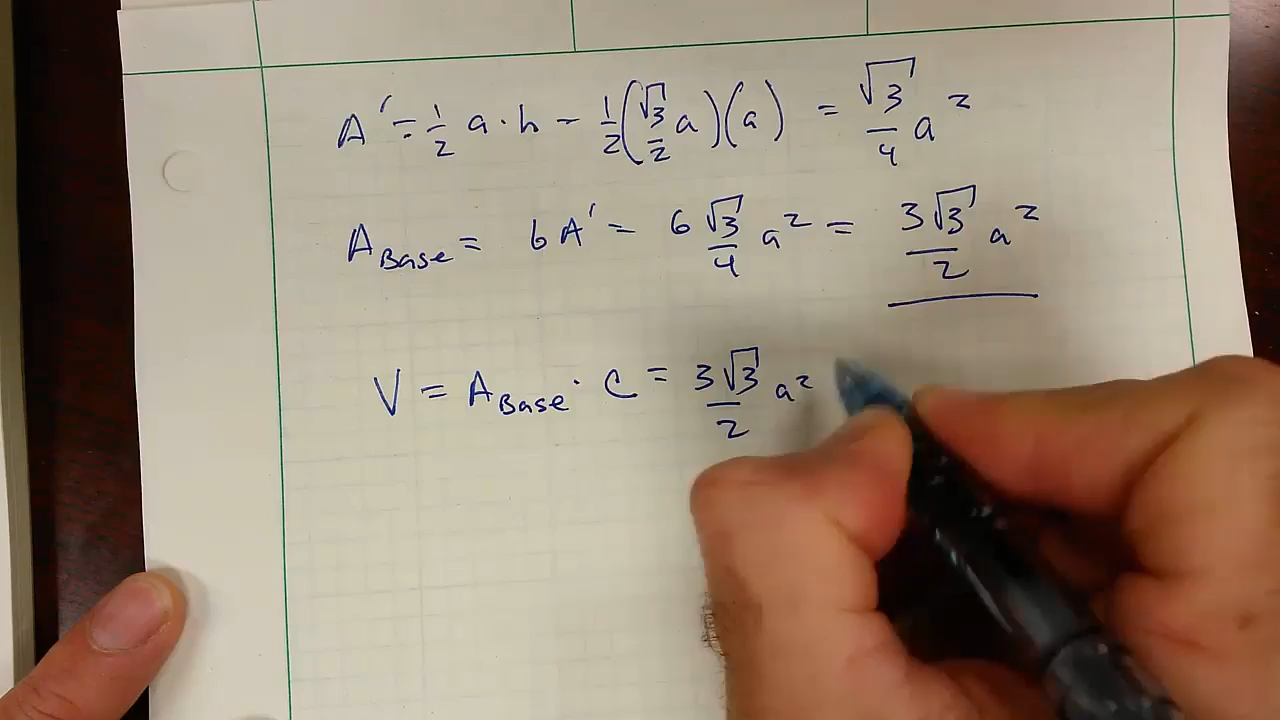 A' = 1/2 a · h = 1/2 (√3/2 a)(a) = √3/4 a²
A_Base = 6A' = 6 √3/4 a² = 3√3/2 a²
V = A_Base · C = 3√3/2 a²